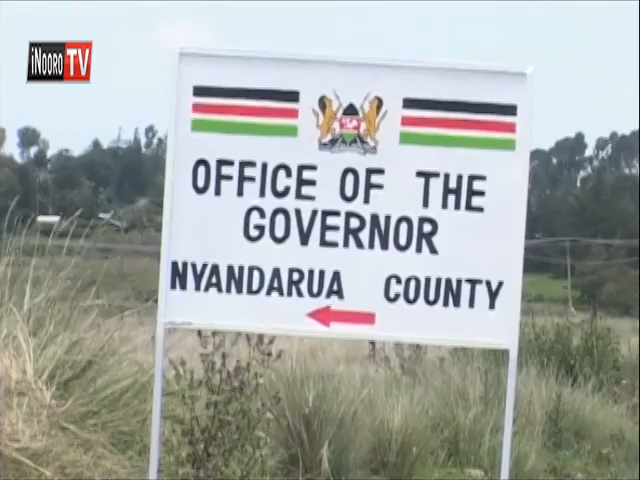 iNOORO TV
OFFICE OF THE
GOVERNOR
NYANDARUA COUNTY